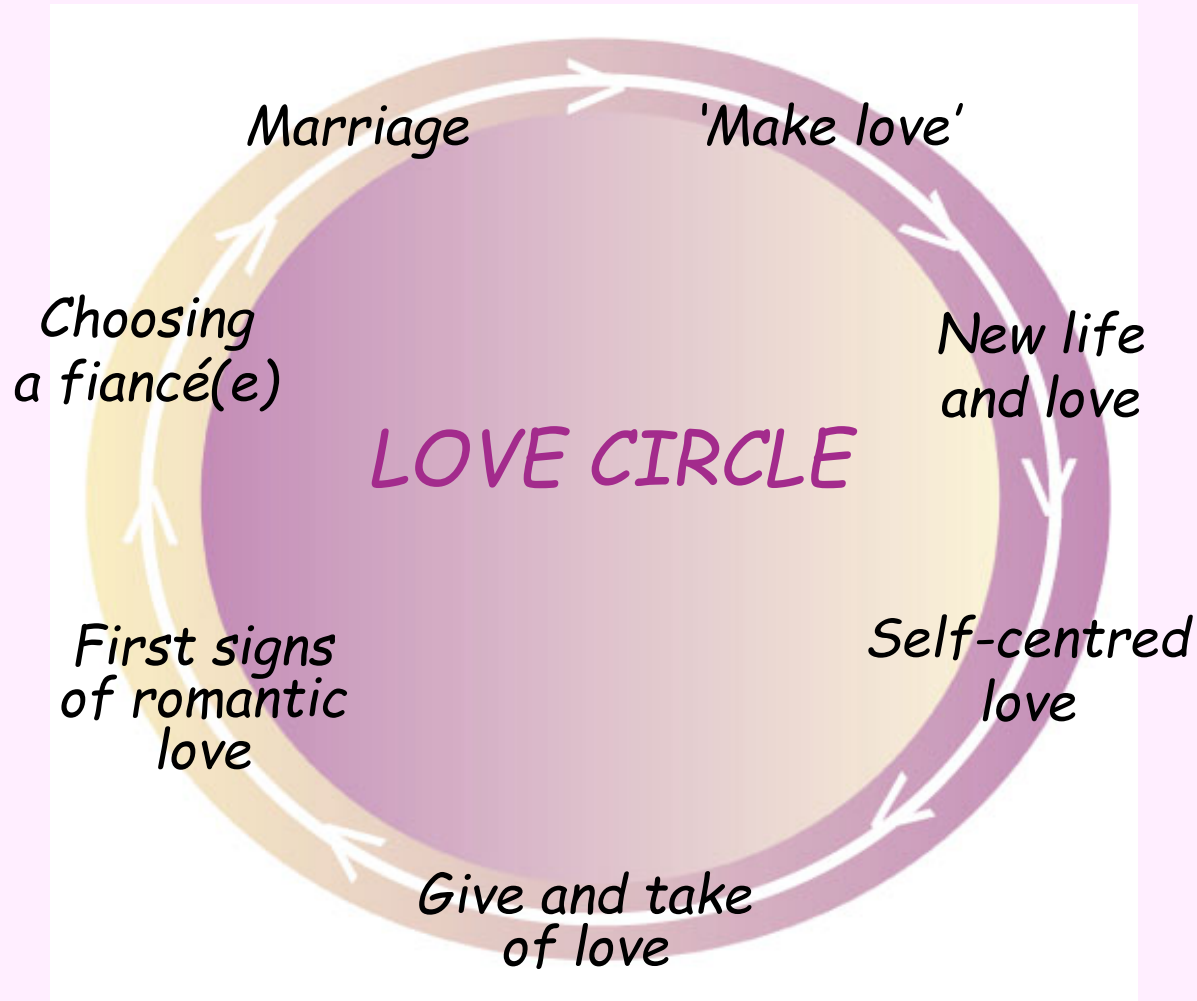 Marriage
'Make love'
Choosing
a fiancé(e)
New life
and love
LOVE CIRCLE
First signs
of romantic
love
Self-centred
love
Give and take
of love